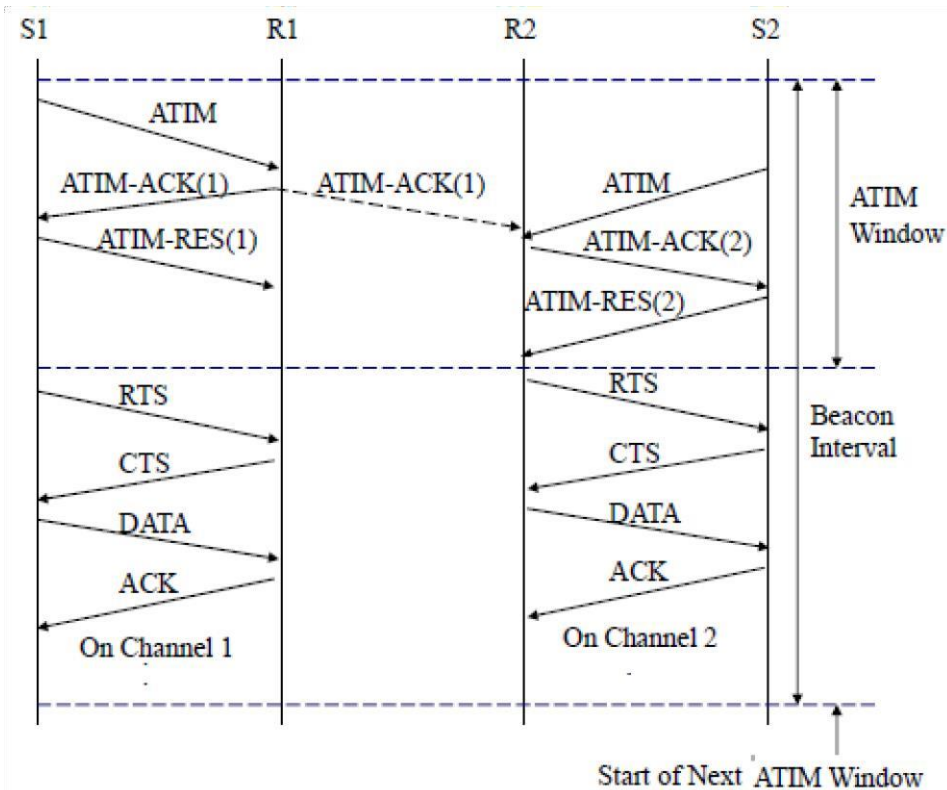 S1 R1 R2 S2
ATIM
ATIM-ACK(1) ATIM-ACK(1) ATIM
ATIM-RES(1) ATIM-ACK(2)
ATIM-RES(2)
ATIM
Window
RTS RTS
CTS CTS
DATA DATA
ACK ACK
On Channel 1 On Channel 2
Beacon
Interval
Start of Next ATIM Window